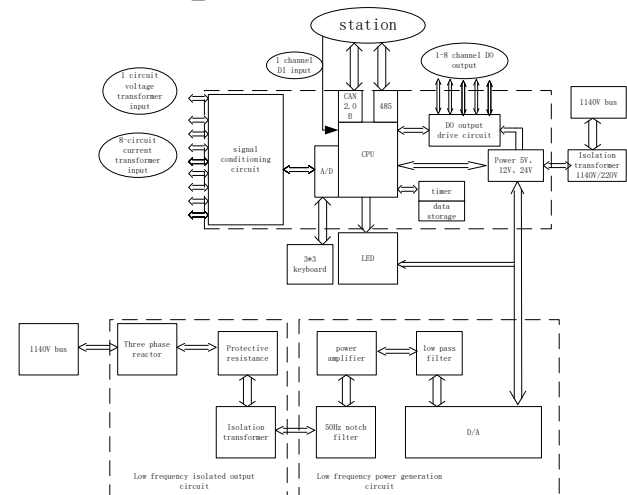 station
1 channel
DI input
1-8 channel DO
output
1 circuit
voltage
transformer
input
8-circuit
current
transformer
input
CAN
2.0
B
485
DO output
drive circuit
1140V bus
signal
conditioning
circuit
A/D
CPU
Power 5V、
12V、24V
Isolation
transformer
1140V/220V
timer
data
storage
3*3
keyboard
LED
1140V bus
Three phase
reactor
Protective
resistance
power
amplifier
low pass
filter
Isolation
transformer
50Hz notch
filter
D/A
Low frequency isolated output
circuit
Low frequency power generation
circuit